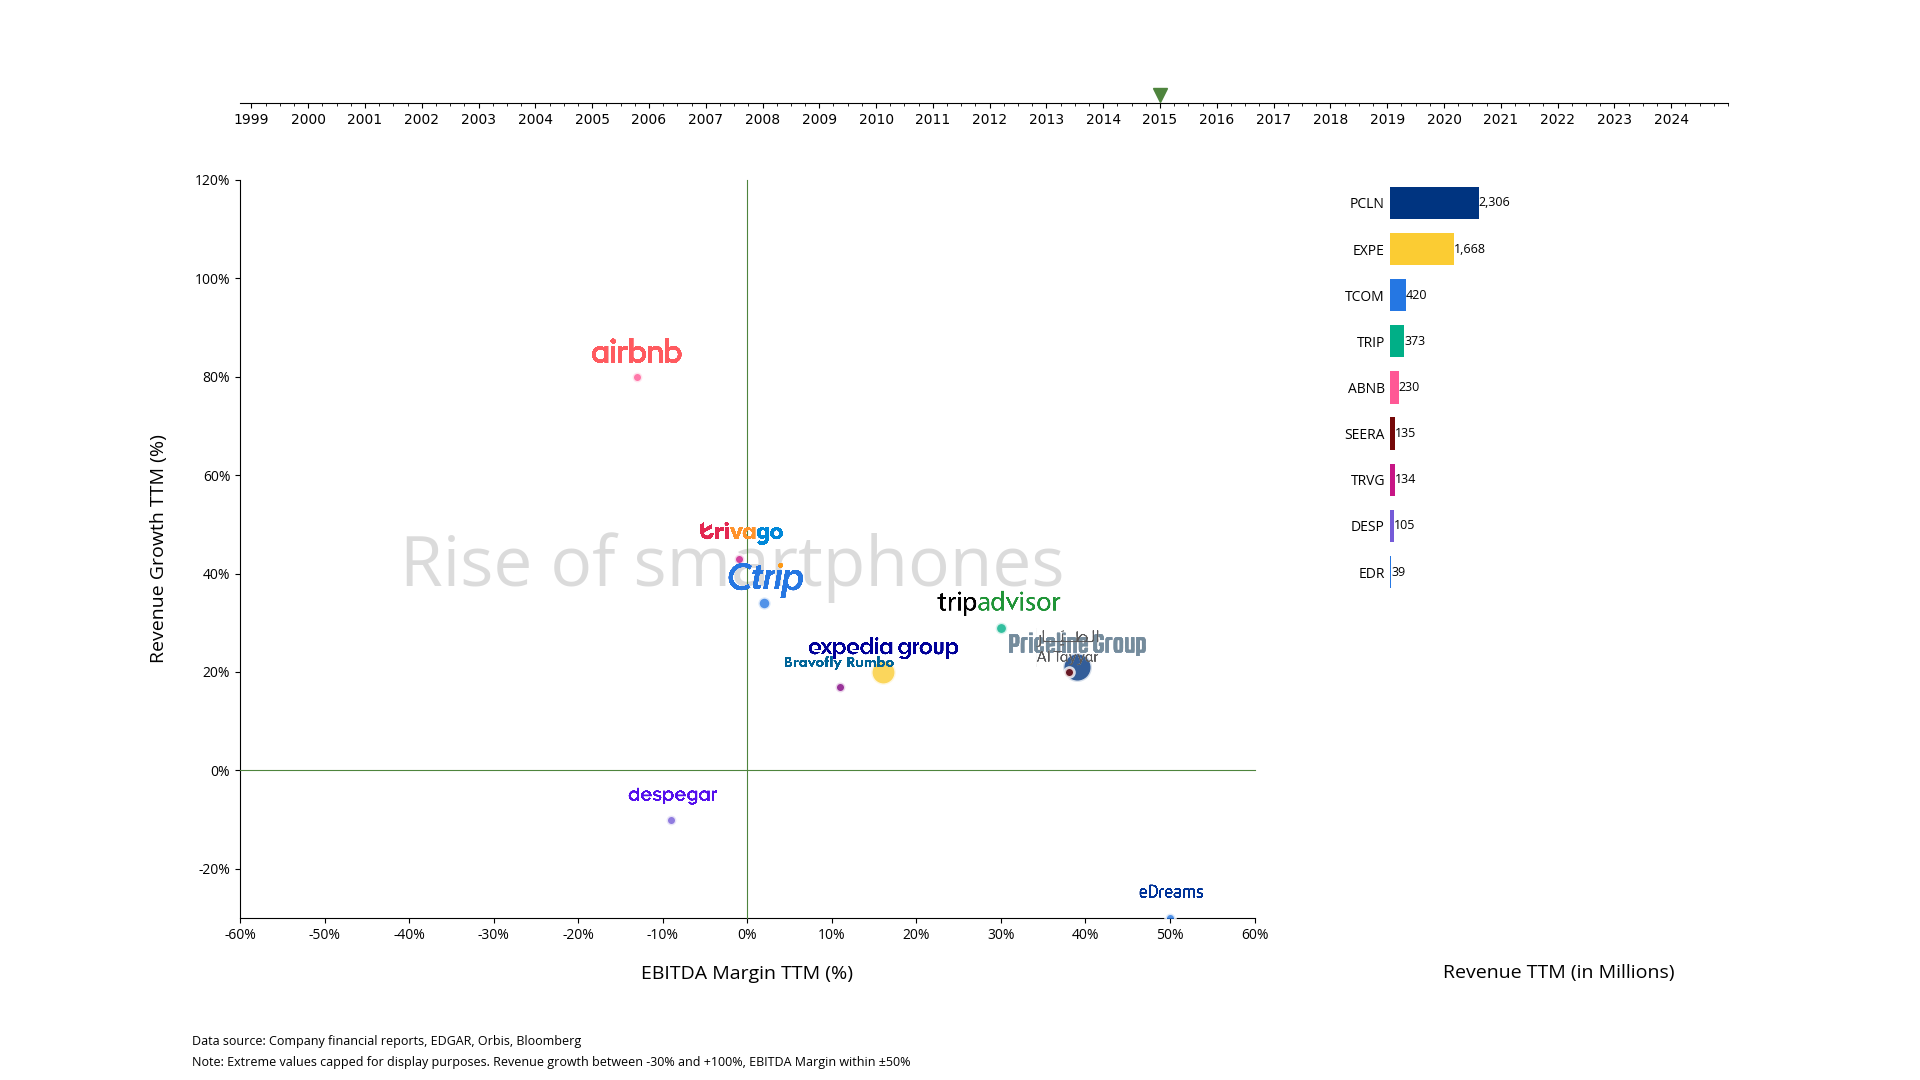 1999 2000 2001 2002 2003 2004 2005 2006 2007 2008 2009 2010 2011 2012 2013 2014 2015 2016 2017 2018 2019 2020 2021 2022 2023 2024
Revenue Growth TTM (%)
120%
100%
80%
60%
40%
20%
0%
-20%
airbnb
trivago
Rise of smartphones
Ctrip
tripadvisor
Priceline Group
Al Tayyar
expedia group
Bravofly Rumbo
despegar
eDreams
-60% -50% -40% -30% -20% -10% 0% 10% 20% 30% 40% 50% 60%
EBITDA Margin TTM (%)
PCLN 2,306
EXPE 1,668
TCOM 420
TRIP 373
ABNB 230
SEERA 135
TRVG 134
DESP 105
EDR 39
Revenue TTM (in Millions)
Data source: Company financial reports, EDGAR, Orbis, Bloomberg
Note: Extreme values capped for display purposes. Revenue growth between -30% and +100%, EBITDA Margin within ±50%